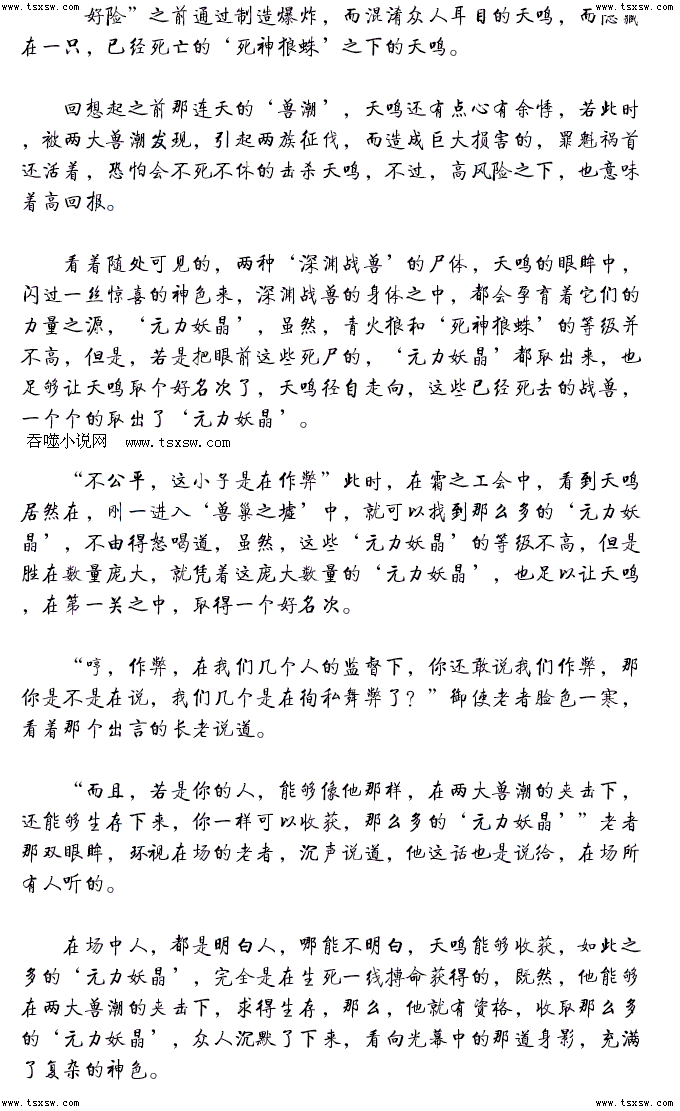 www.tsxsw.com www.tsxsw.com
好险”之前通过制造爆炸，而混淆众人耳目的天鸣，而隐藏
在一只，已经死亡的‘死神狼蛛’之下的天鸣。
回想起之前那连天的‘兽潮’，天鸣还有点心有余悸，若此时
，被两大兽潮发现，引起两族征伐，而造成巨大损害的，罪魁祸首
还活着，恐怕会不死不休的击杀天鸣，不过，高风险之下，也意味
着高回报。
看着随处可见的，两种‘深渊战兽’的尸体，天鸣的眼眸中，
闪过一丝惊喜的神色来，深渊战兽的身体之中，都会孕育着它们的
力量之源，‘元力妖晶’，虽然，青火狼和‘死神狼蛛’的等级并
不高，但是，若是把眼前这些死尸的，‘元力妖晶’都取出来，也
足够让天鸣取个好名次了，天鸣径自走向，这些已经死去的战兽，
一个个的取出了‘元力妖晶’。
吞噬小说网 www.tsxsw.com
“不公平，这小子是在作弊”此时，在霜之工会中，看到天鸣
居然在，刚一进入‘兽巢之墟’中，就可以找到那么多的‘元力妖
晶’，不由得怒喝道，虽然，这些‘元力妖晶’的等级不高，但是
胜在数量庞大，就凭着这庞大数量的‘元力妖晶’，也足以让天鸣
，在第一关之中，取得一个好名次。
“哼，作弊，在我们几个人的监督下，你还敢说我们作弊，那
你是不是在说，我们几个是在徇私舞弊了？”御使老者脸色一寒，
看着那个出言的长老说道。
“而且，若是你的人，能够像他那样，在两大兽潮的夹击下，
还能够生存下来，你一样可以收获，那么多的‘元力妖晶’”老者
那双眼眸，环视在场的老者，沉声说道，他这话也是说给，在场所
有人听的。
在场中人，都是明白人，哪能不明白，天鸣能够收获，如此之
多的‘元力妖晶’，完全是在生死一线搏命获得的，既然，他能够
在两大兽潮的夹击下，求得生存，那么，他就有资格，收取那么多
的‘元力妖晶’，众人沉默了下来，看向光幕中的那道身影，充满
了复杂的神色。
www.tsxsw.com www.tsxsw.com